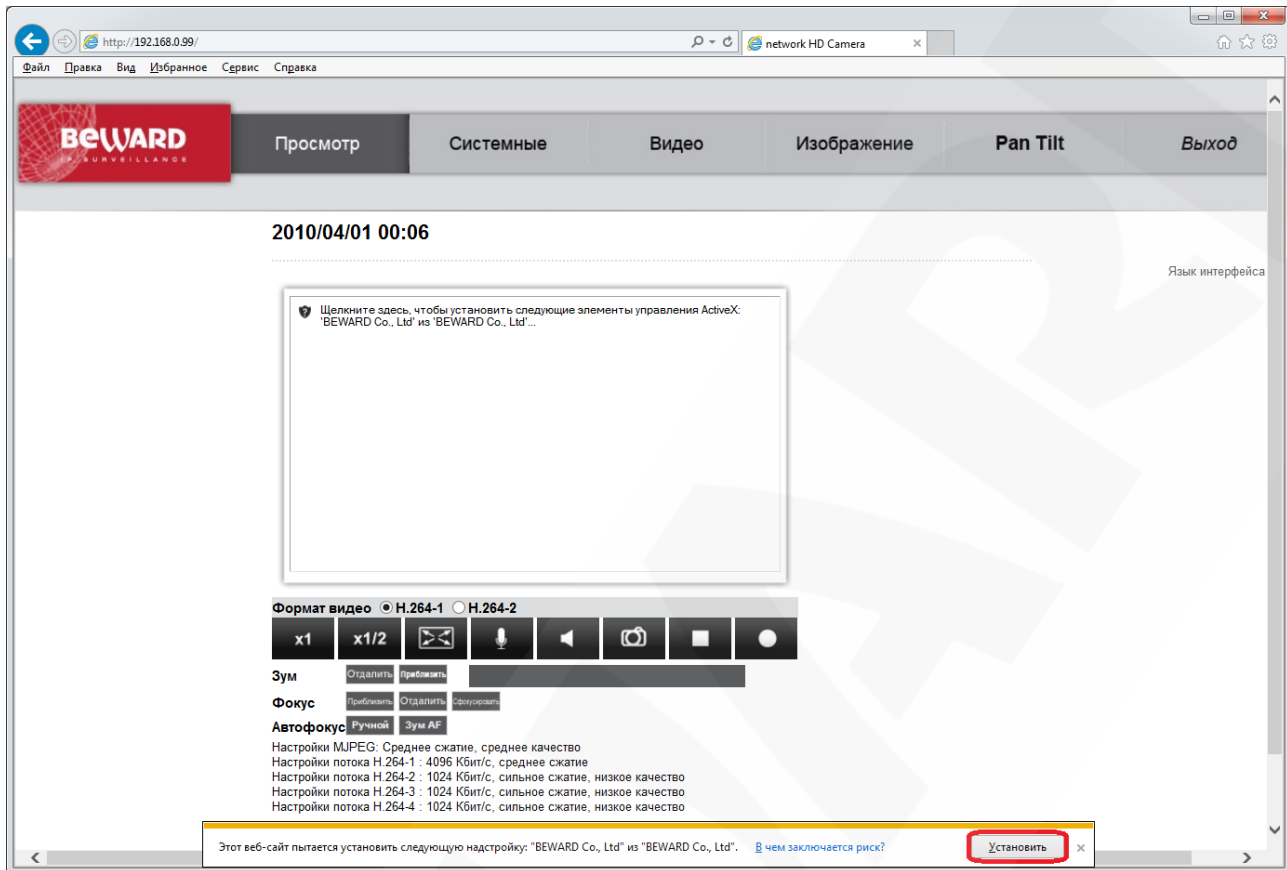 http://192.168.0.99/
network HD Camera
Файл Правка Вид Избранное Сервис Справка
BEWARD
IP SURVEILLANCE
Просмотр Системные Видео Изображение Pan Tilt Выход
2010/04/01 00:06
Язык интерфейса
Щелкните здесь, чтобы установить следующие элементы управления ActiveX:
'BEWARD Co., Ltd' из 'BEWARD Co., Ltd'...
Формат видео H.264-1 H.264-2
x1 x1/2
Зум Отдалить Приблизить
Фокус Приблизить Отдалить Сфокусировать
Автофокус Ручной Зум AF
Настройки MJPEG: Среднее сжатие, среднее качество
Настройки потока H.264-1 : 4096 Кбит/с, среднее сжатие
Настройки потока H.264-2 : 1024 Кбит/с, сильное сжатие, низкое качество
Настройки потока H.264-3 : 1024 Кбит/с, сильное сжатие, низкое качество
Настройки потока H.264-4 : 1024 Кбит/с, сильное сжатие, низкое качество
Этот веб-сайт пытается установить следующую надстройку: "BEWARD Co., Ltd" из "BEWARD Co., Ltd". В чем заключается риск? Установить